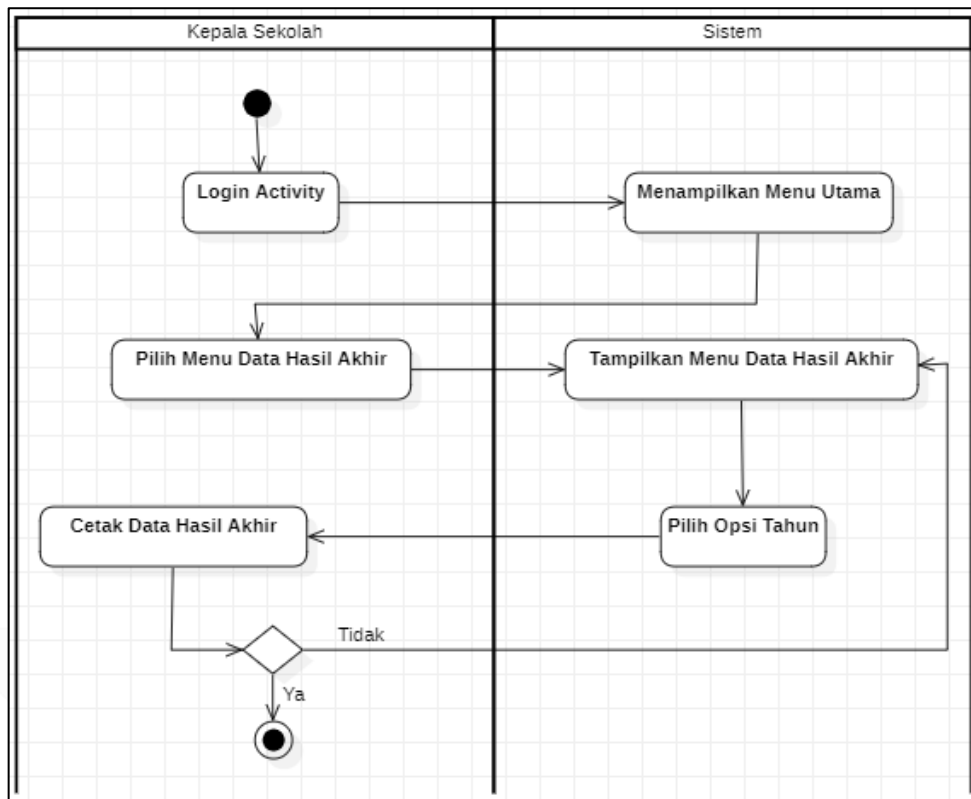 Kepala Sekolah
Sistem
Login Activity
Menampilkan Menu Utama
Pilih Menu Data Hasil Akhir
Tampilkan Menu Data Hasil Akhir
Cetak Data Hasil Akhir
Pilih Opsi Tahun
Tidak
Ya